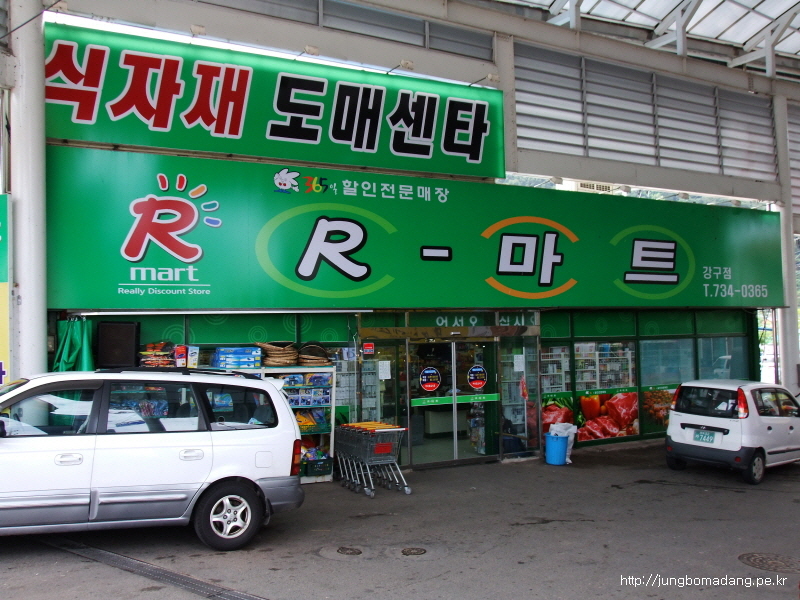 식자재 도매센타
365일 할인전문매장
R
mart
Really Discount Store
R - 마 트
강구점
T.734-0365
어서오십시
7449
http://jungbomadang.pe.kr